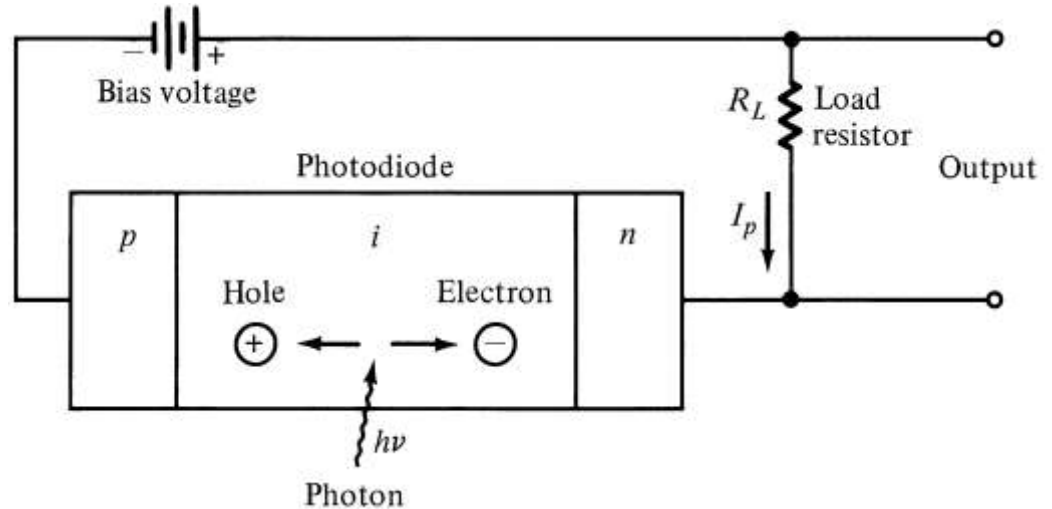 − +
Bias voltage
R_L
Load
resistor
Photodiode
Output
p
i
n
I_p
Hole
Electron
+
−
hν
Photon